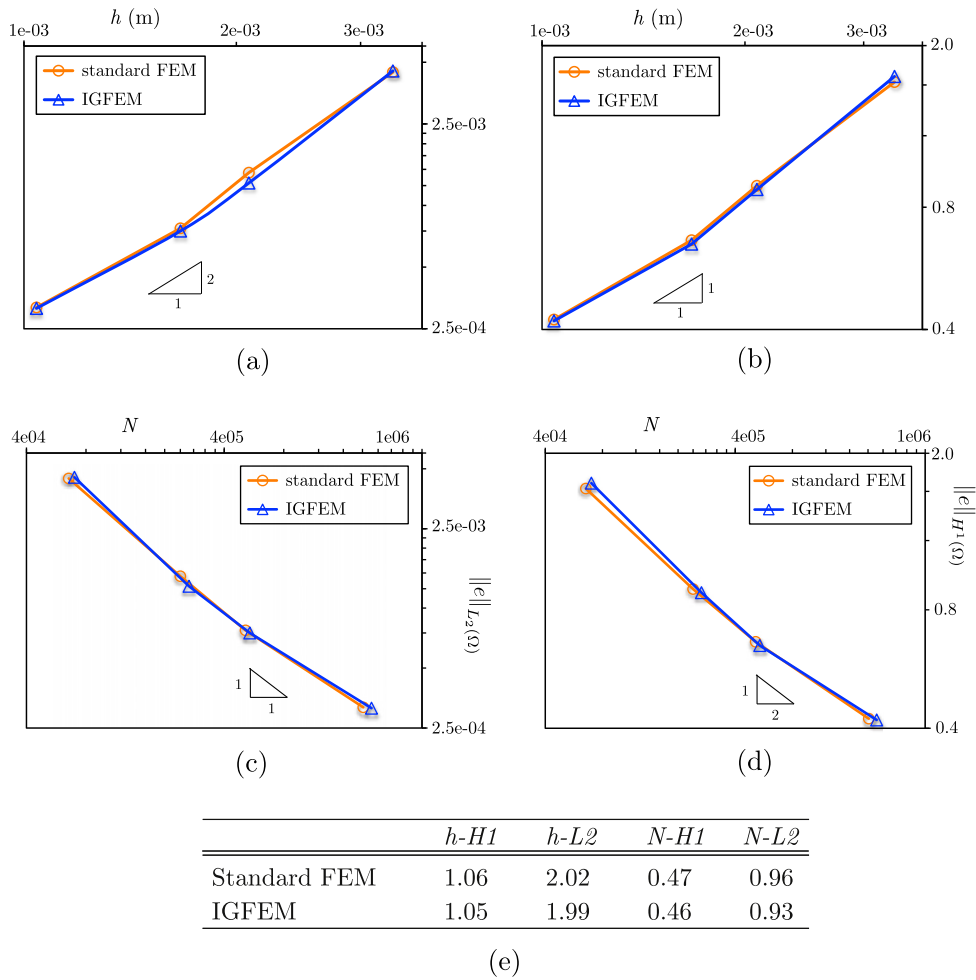 h (m)
1e-03 2e-03 3e-03
standard FEM
IGFEM
2.5e-03
2
1
2.5e-04
(a)
h (m)
1e-03 2e-03 3e-03
2.0
standard FEM
IGFEM
0.8
1
1
0.4
(b)
N
4e04 4e05 1e06
standard FEM
IGFEM
2.5e-03
||e||L2(Ω)
1
1
2.5e-04
(c)
N
4e04 4e05 1e06
2.0
standard FEM
IGFEM
||e||H1(Ω)
0.8
1
2
0.4
(d)
h-H1 h-L2 N-H1 N-L2
Standard FEM 1.06 2.02 0.47 0.96
IGFEM 1.05 1.99 0.46 0.93
(e)